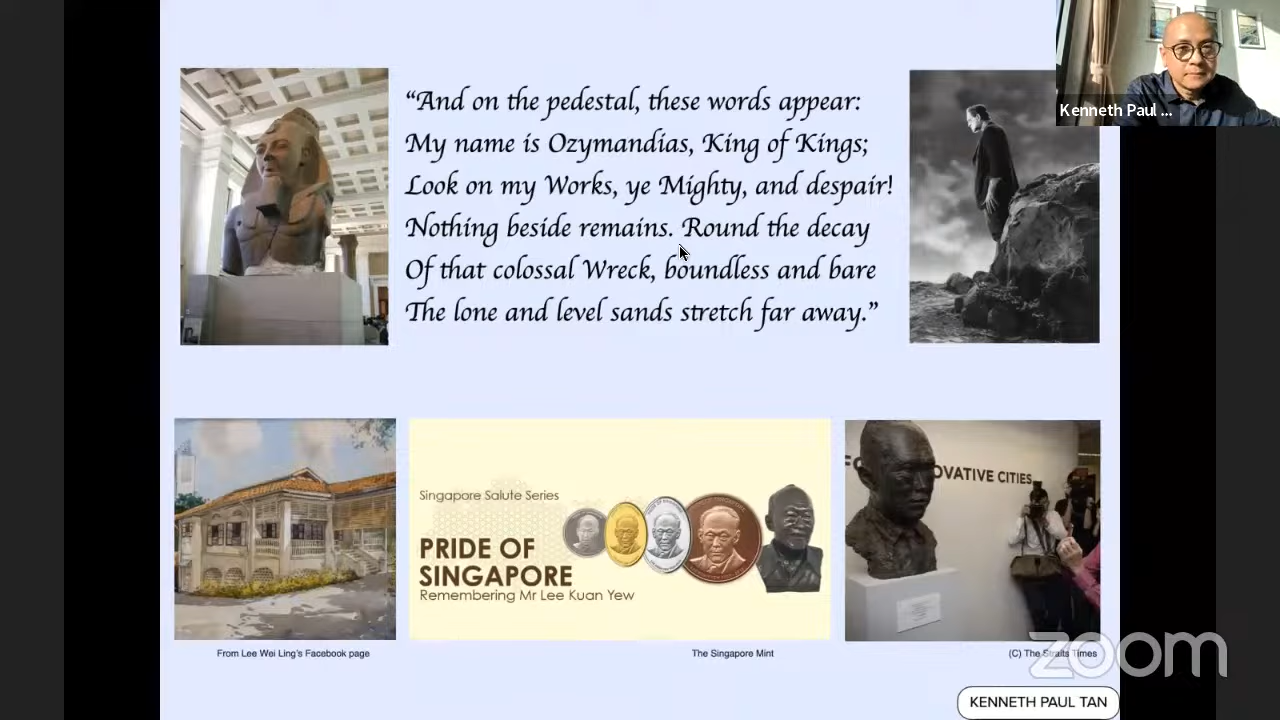 Kenneth Paul ...
“And on the pedestal, these words appear:
My name is Ozymandias, King of Kings;
Look on my Works, ye Mighty, and despair!
Nothing beside remains. Round the decay
Of that colossal Wreck, boundless and bare
The lone and level sands stretch far away.”
Singapore Salute Series
PRIDE OF
SINGAPORE
Remembering Mr Lee Kuan Yew
OVATIVE CITIES
From Lee Wei Ling's Facebook page
The Singapore Mint
(C) The Straits Times
zoom
KENNETH PAUL TAN